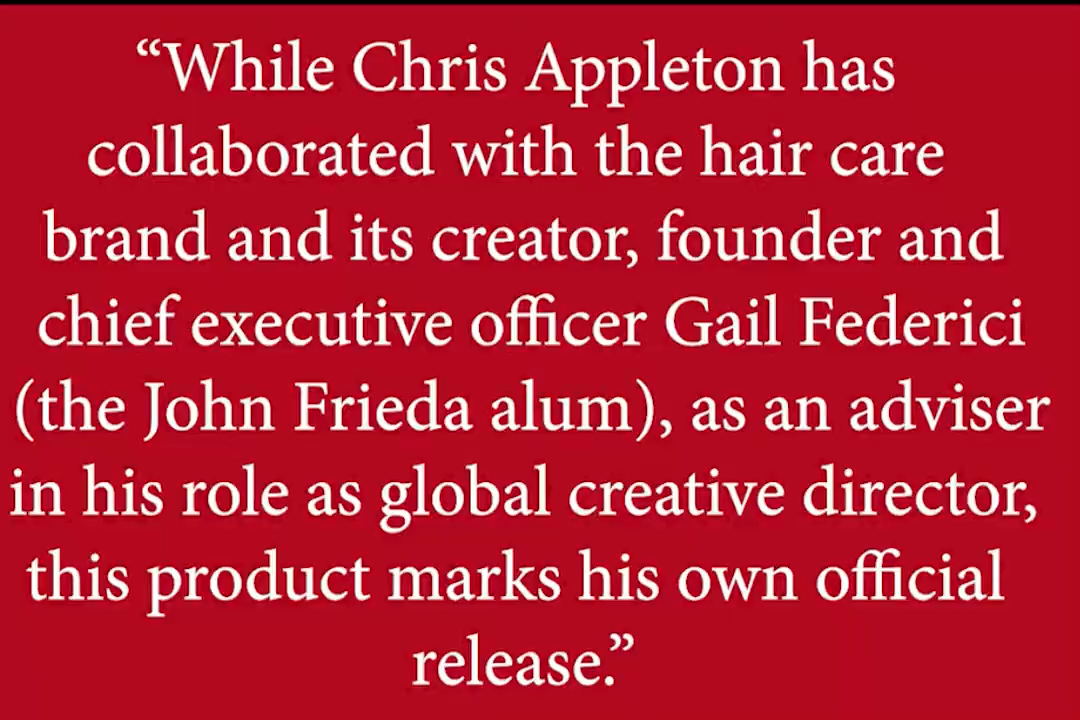 “While Chris Appleton has
collaborated with the hair care
brand and its creator, founder and
chief executive officer Gail Federici
(the John Frieda alum), as an adviser
in his role as global creative director,
this product marks his own official
release.”